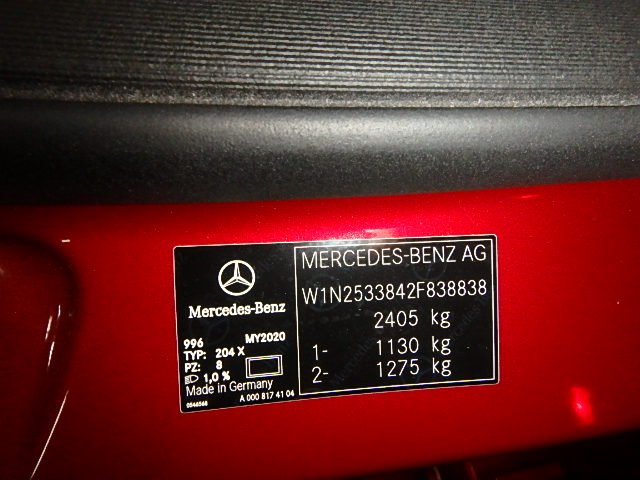 Mercedes-Benz
996 MY2020
TYP: 204 X
PZ: 8
1,0 %
Made in Germany
0546568 A 000 817 41 04
MERCEDES-BENZ AG
W1N2533842F838838
2405 kg
1- 1130 kg
2- 1275 kg